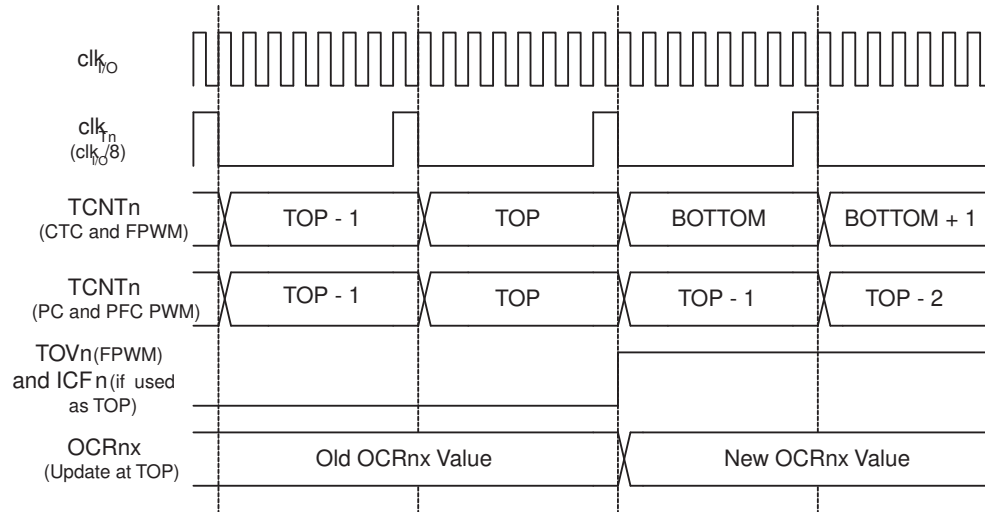 clkI/O
clkTn
(clkI/O/8)
TCNTn
(CTC and FPWM)
TOP - 1 TOP BOTTOM BOTTOM + 1
TCNTn
(PC and PFC PWM)
TOP - 1 TOP TOP - 1 TOP - 2
TOVn(FPWM)
and ICFn(if used
as TOP)
OCRnx
(Update at TOP)
Old OCRnx Value New OCRnx Value